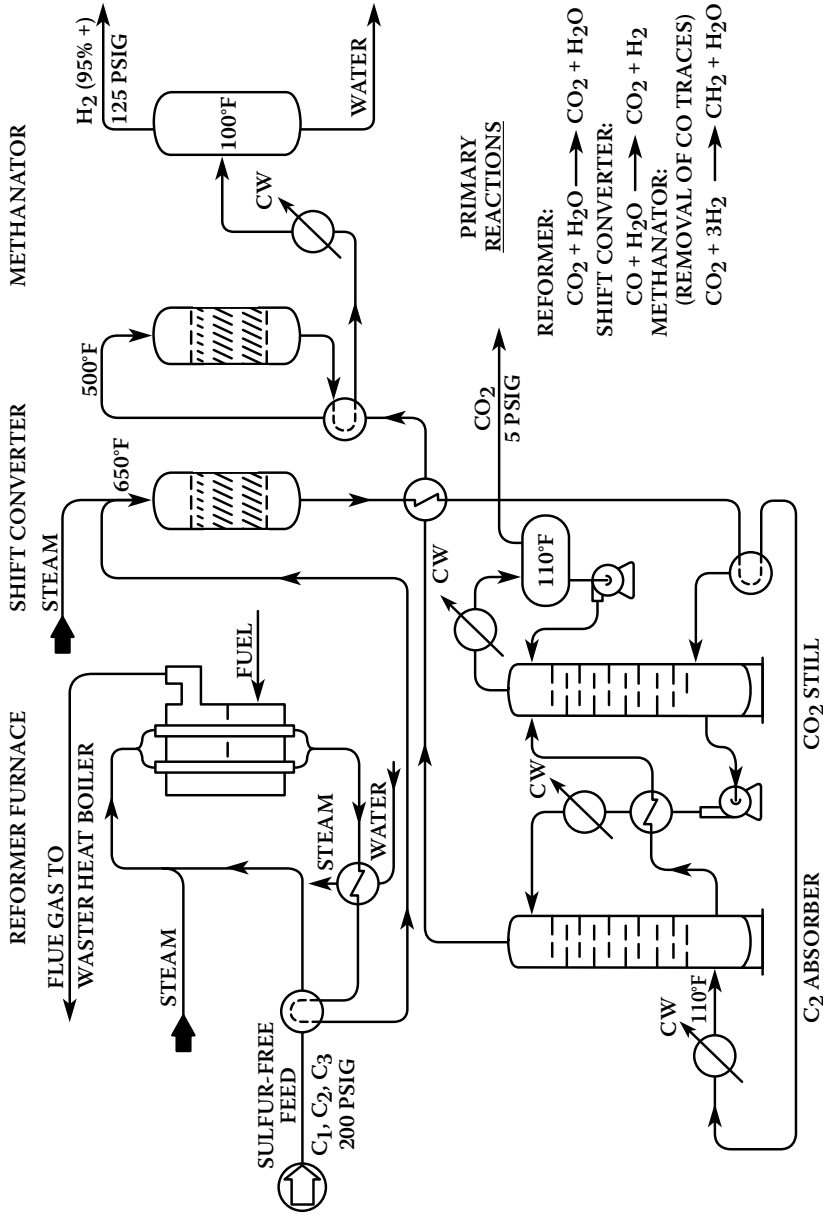 REFORMER FURNACE
SHIFT CONVERTER
METHANATOR
FLUE GAS TO
WASTER HEAT BOILER
STEAM
SULFUR-FREE
FEED
C1, C2, C3
200 PSIG
STEAM
WATER
FUEL
STEAM
650°F
500°F
H2 (95% +)
125 PSIG
100°F
WATER
CW
CW
110°F
C2 ABSORBER
CW
CO2 STILL
CW
110°F
CO2
5 PSIG
PRIMARY
REACTIONS
REFORMER:
CO2 + H2O → CO2 + H2O
SHIFT CONVERTER:
CO + H2O → CO2 + H2
METHANATOR:
(REMOVAL OF CO TRACES)
CO2 + 3H2 → CH2 + H2O